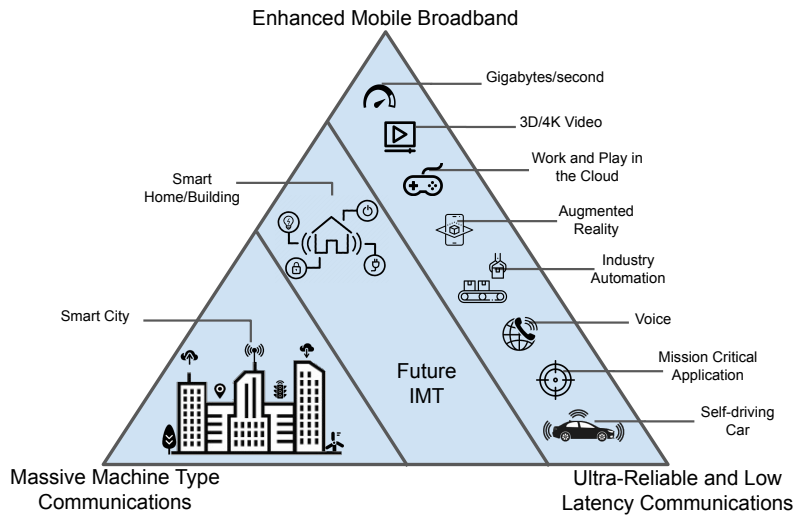 Enhanced Mobile Broadband
Gigabytes/second
3D/4K Video
Work and Play in
the Cloud
Smart
Home/Building
Augmented
Reality
Industry
Automation
Smart City
Voice
Future
IMT
Mission Critical
Application
Self-driving
Car
Massive Machine Type
Communications
Ultra-Reliable and Low
Latency Communications